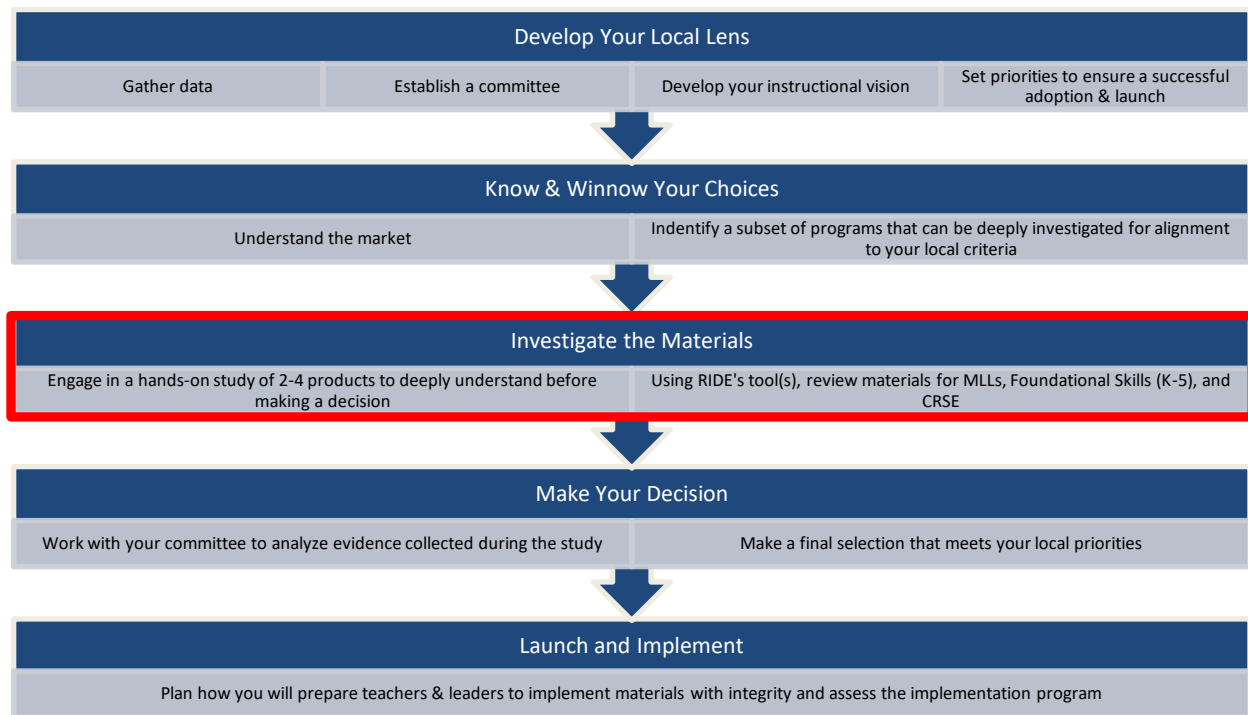 Develop Your Local Lens
Gather data
Establish a committee
Develop your instructional vision
Set priorities to ensure a successful
adoption & launch
Know & Winnow Your Choices
Understand the market
Indentify a subset of programs that can be deeply investigated for alignment
to your local criteria
Investigate the Materials
Engage in a hands-on study of 2-4 products to deeply understand before
making a decision
Using RIDE's tool(s), review materials for MLLs, Foundational Skills (K-5), and
CRSE
Make Your Decision
Work with your committee to analyze evidence collected during the study
Make a final selection that meets your local priorities
Launch and Implement
Plan how you will prepare teachers & leaders to implement materials with integrity and assess the implementation program